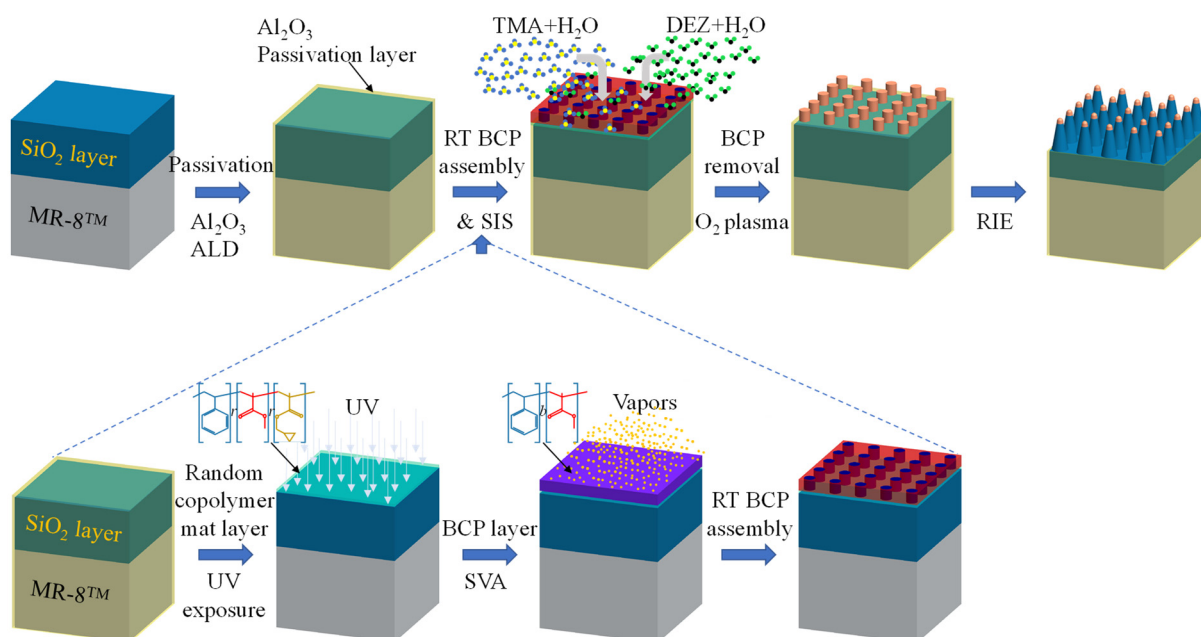 Al₂O₃
Passivation layer
TMA+H₂O
DEZ+H₂O
SiO₂ layer
MR-8™
Passivation
Al₂O₃
ALD
RT BCP
assembly
& SIS
BCP
removal
O₂ plasma
RIE
r
r
UV
b
Vapors
SiO₂ layer
MR-8™
Random
copolymer
mat layer
UV
exposure
BCP layer
SVA
RT BCP
assembly